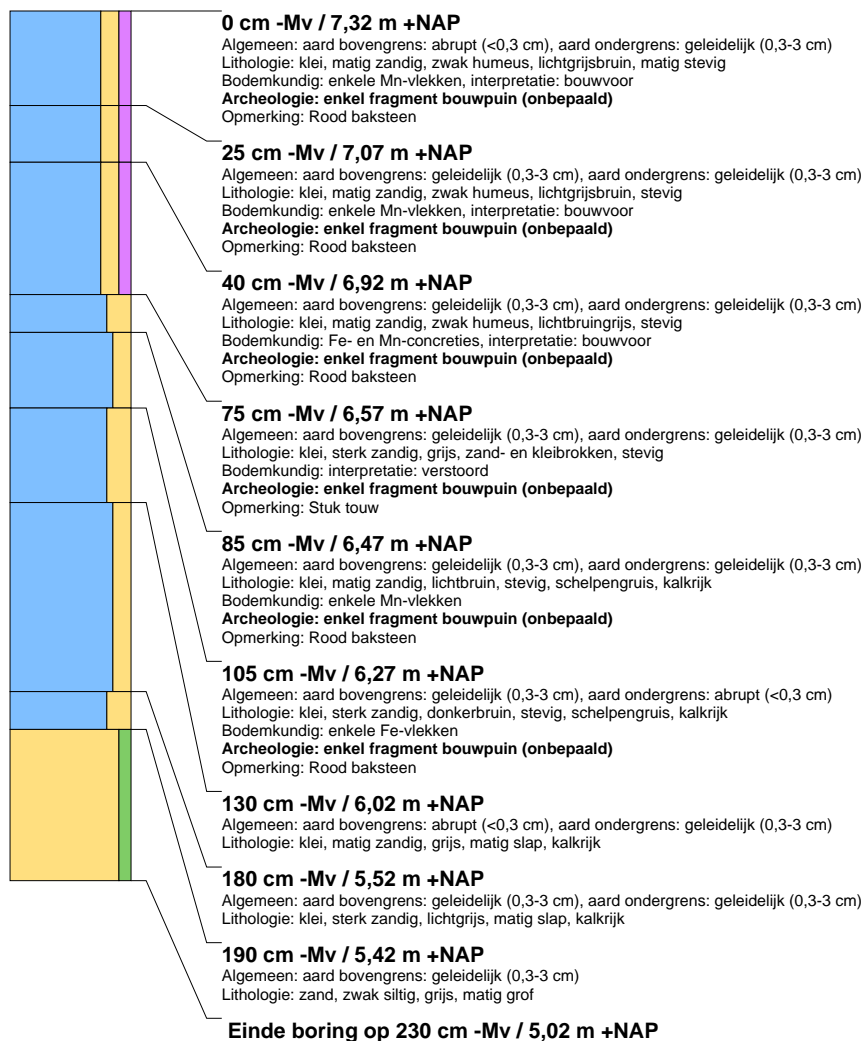 0 cm -Mv / 7,32 m +NAP
Algemeen: aard bovengrens: abrupt (<0,3 cm), aard ondergrens: geleidelijk (0,3-3 cm)
Lithologie: klei, matig zandig, zwak humeus, lichtgrijsbruin, matig stevig
Bodemkundig: enkele Mn-vlekken, interpretatie: bouwvoor
Archeologie: enkel fragment bouwpuin (onbepaald)
Opmerking: Rood baksteen
25 cm -Mv / 7,07 m +NAP
Algemeen: aard bovengrens: geleidelijk (0,3-3 cm), aard ondergrens: geleidelijk (0,3-3 cm)
Lithologie: klei, matig zandig, zwak humeus, lichtgrijsbruin, stevig
Bodemkundig: enkele Mn-vlekken, interpretatie: bouwvoor
Archeologie: enkel fragment bouwpuin (onbepaald)
Opmerking: Rood baksteen
40 cm -Mv / 6,92 m +NAP
Algemeen: aard bovengrens: geleidelijk (0,3-3 cm), aard ondergrens: geleidelijk (0,3-3 cm)
Lithologie: klei, matig zandig, zwak humeus, lichtbruingrijs, stevig
Bodemkundig: Fe- en Mn-concreties, interpretatie: bouwvoor
Archeologie: enkel fragment bouwpuin (onbepaald)
Opmerking: Rood baksteen
75 cm -Mv / 6,57 m +NAP
Algemeen: aard bovengrens: geleidelijk (0,3-3 cm), aard ondergrens: geleidelijk (0,3-3 cm)
Lithologie: klei, sterk zandig, grijs, zand- en kleibrokken, stevig
Bodemkundig: interpretatie: verstoord
Archeologie: enkel fragment bouwpuin (onbepaald)
Opmerking: Stuk touw
85 cm -Mv / 6,47 m +NAP
Algemeen: aard bovengrens: geleidelijk (0,3-3 cm), aard ondergrens: geleidelijk (0,3-3 cm)
Lithologie: klei, matig zandig, lichtbruin, stevig, schelpengruis, kalkrijk
Bodemkundig: enkele Mn-vlekken
Archeologie: enkel fragment bouwpuin (onbepaald)
Opmerking: Rood baksteen
105 cm -Mv / 6,27 m +NAP
Algemeen: aard bovengrens: geleidelijk (0,3-3 cm), aard ondergrens: abrupt (<0,3 cm)
Lithologie: klei, sterk zandig, donkerbruin, stevig, schelpengruis, kalkrijk
Bodemkundig: enkele Fe-vlekken
Archeologie: enkel fragment bouwpuin (onbepaald)
Opmerking: Rood baksteen
130 cm -Mv / 6,02 m +NAP
Algemeen: aard bovengrens: abrupt (<0,3 cm), aard ondergrens: geleidelijk (0,3-3 cm)
Lithologie: klei, matig zandig, grijs, matig slap, kalkrijk
180 cm -Mv / 5,52 m +NAP
Algemeen: aard bovengrens: geleidelijk (0,3-3 cm), aard ondergrens: geleidelijk (0,3-3 cm)
Lithologie: klei, sterk zandig, lichtgrijs, matig slap, kalkrijk
190 cm -Mv / 5,42 m +NAP
Algemeen: aard bovengrens: geleidelijk (0,3-3 cm)
Lithologie: zand, zwak siltig, grijs, matig grof
Einde boring op 230 cm -Mv / 5,02 m +NAP